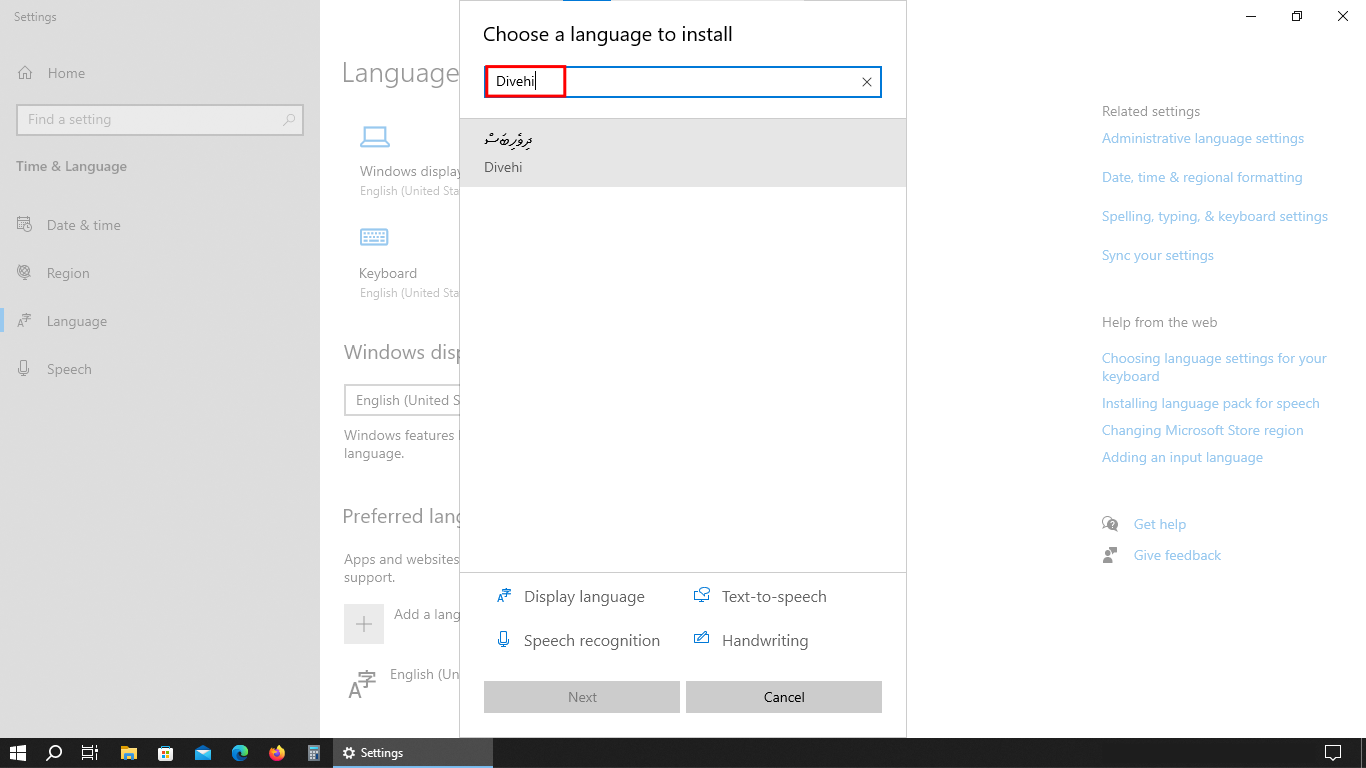 Settings
Home
Find a setting
Time & Language
Date & time
Region
Language
Speech
Language
Windows display
English (United Sta
Keyboard
English (United Sta
Windows disp
English (United S
Windows features
language.
Preferred lang
Apps and websites
support.
Add a lang
English (Un
Choose a language to install
Divehi
ދިވެހިބަސް
Divehi
Display language
Text-to-speech
Speech recognition
Handwriting
Next
Cancel
Related settings
Administrative language settings
Date, time & regional formatting
Spelling, typing, & keyboard settings
Sync your settings
Help from the web
Choosing language settings for your
keyboard
Installing language pack for speech
Changing Microsoft Store region
Adding an input language
Get help
Give feedback
Settings